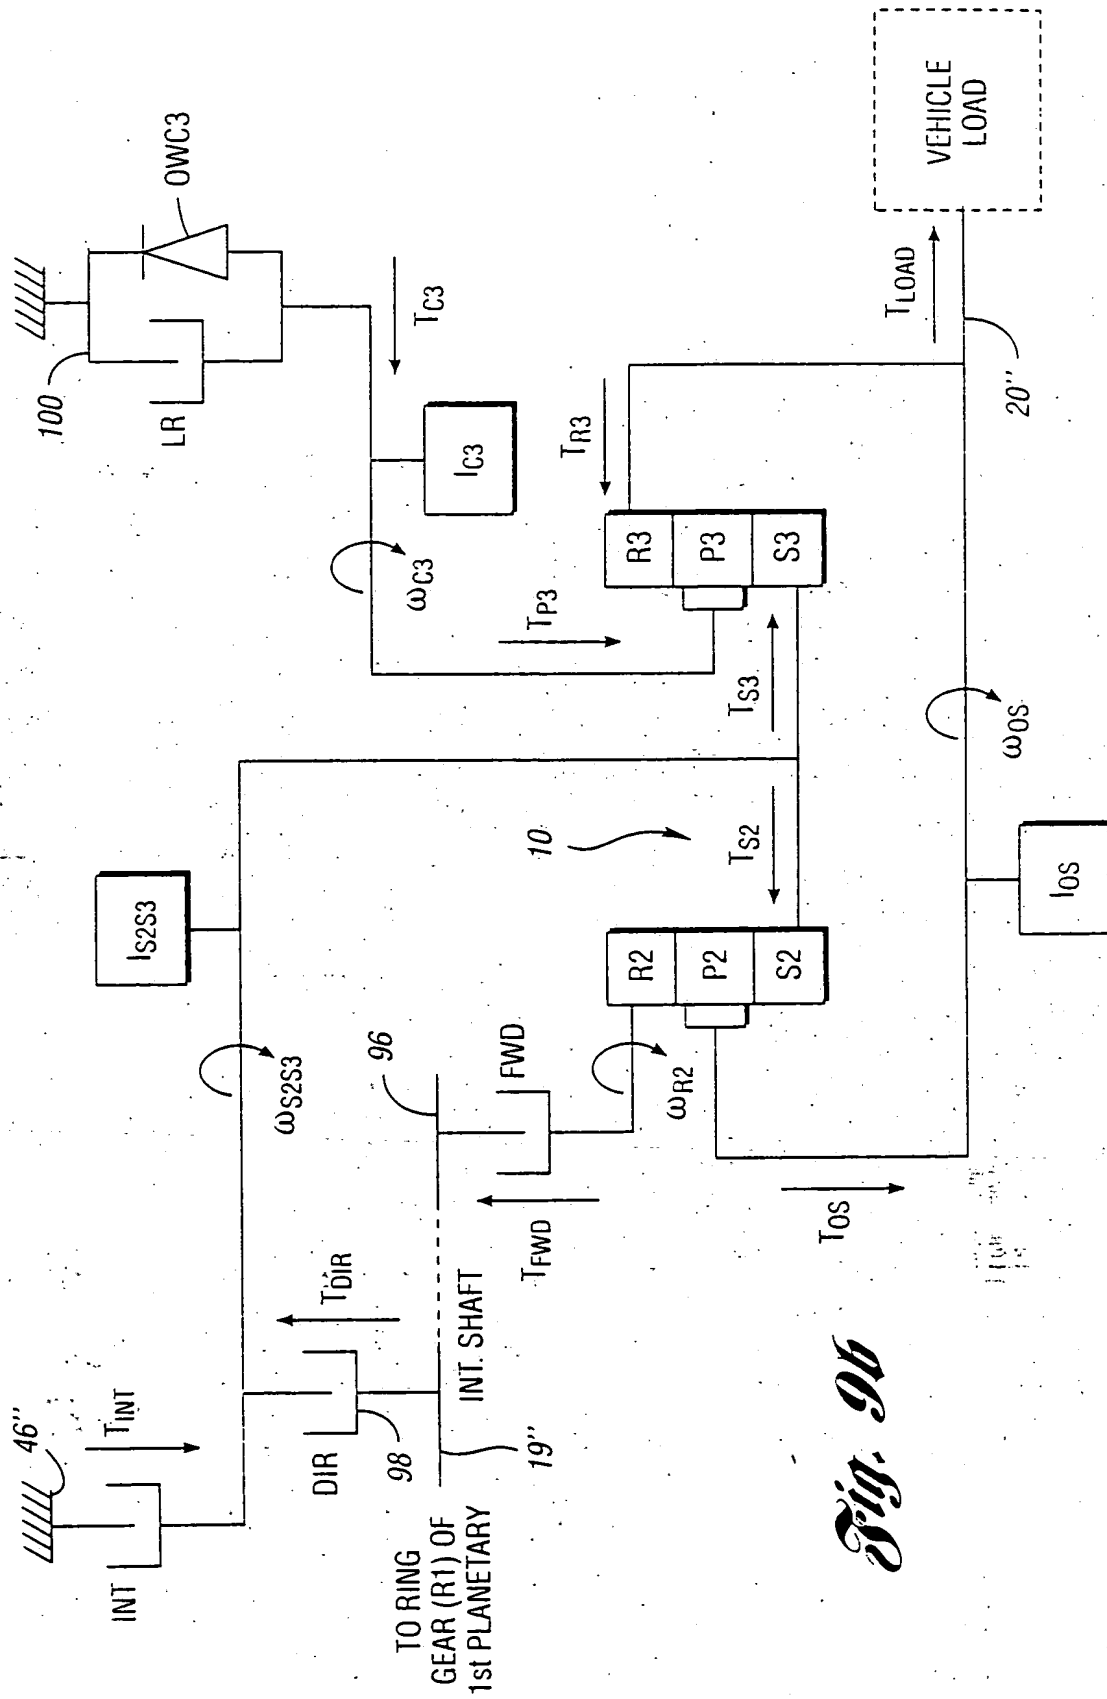 46''
T_INT
INT
DIR
98
T_DIR
TO RING
GEAR (R1) OF
1st PLANETARY
19''
INT. SHAFT
96
T_FWD
FWD
ω_S2S3
I_S2S3
ω_R2
R2
P2
S2
T_OS
10
T_S2
T_S3
I_OS
ω_OS
100
LR
OWC3
T_C3
I_C3
ω_C3
T_P3
T_R3
R3
P3
S3
T_LOAD
20''
VEHICLE
LOAD
Fig. 9b